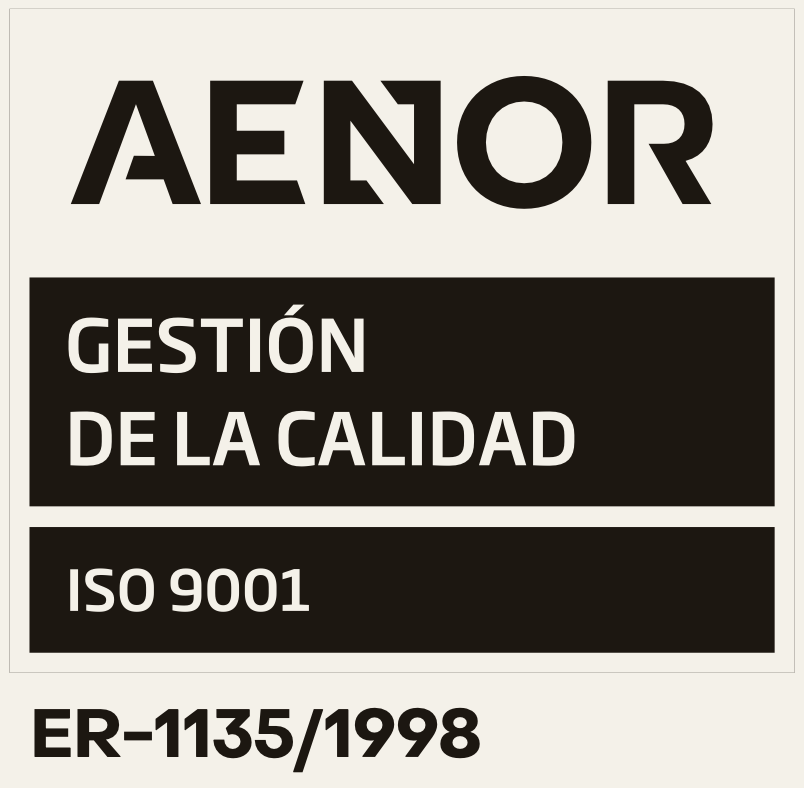 AENOR
GESTIÓN
DE LA CALIDAD
ISO 9001
ER-1135/1998